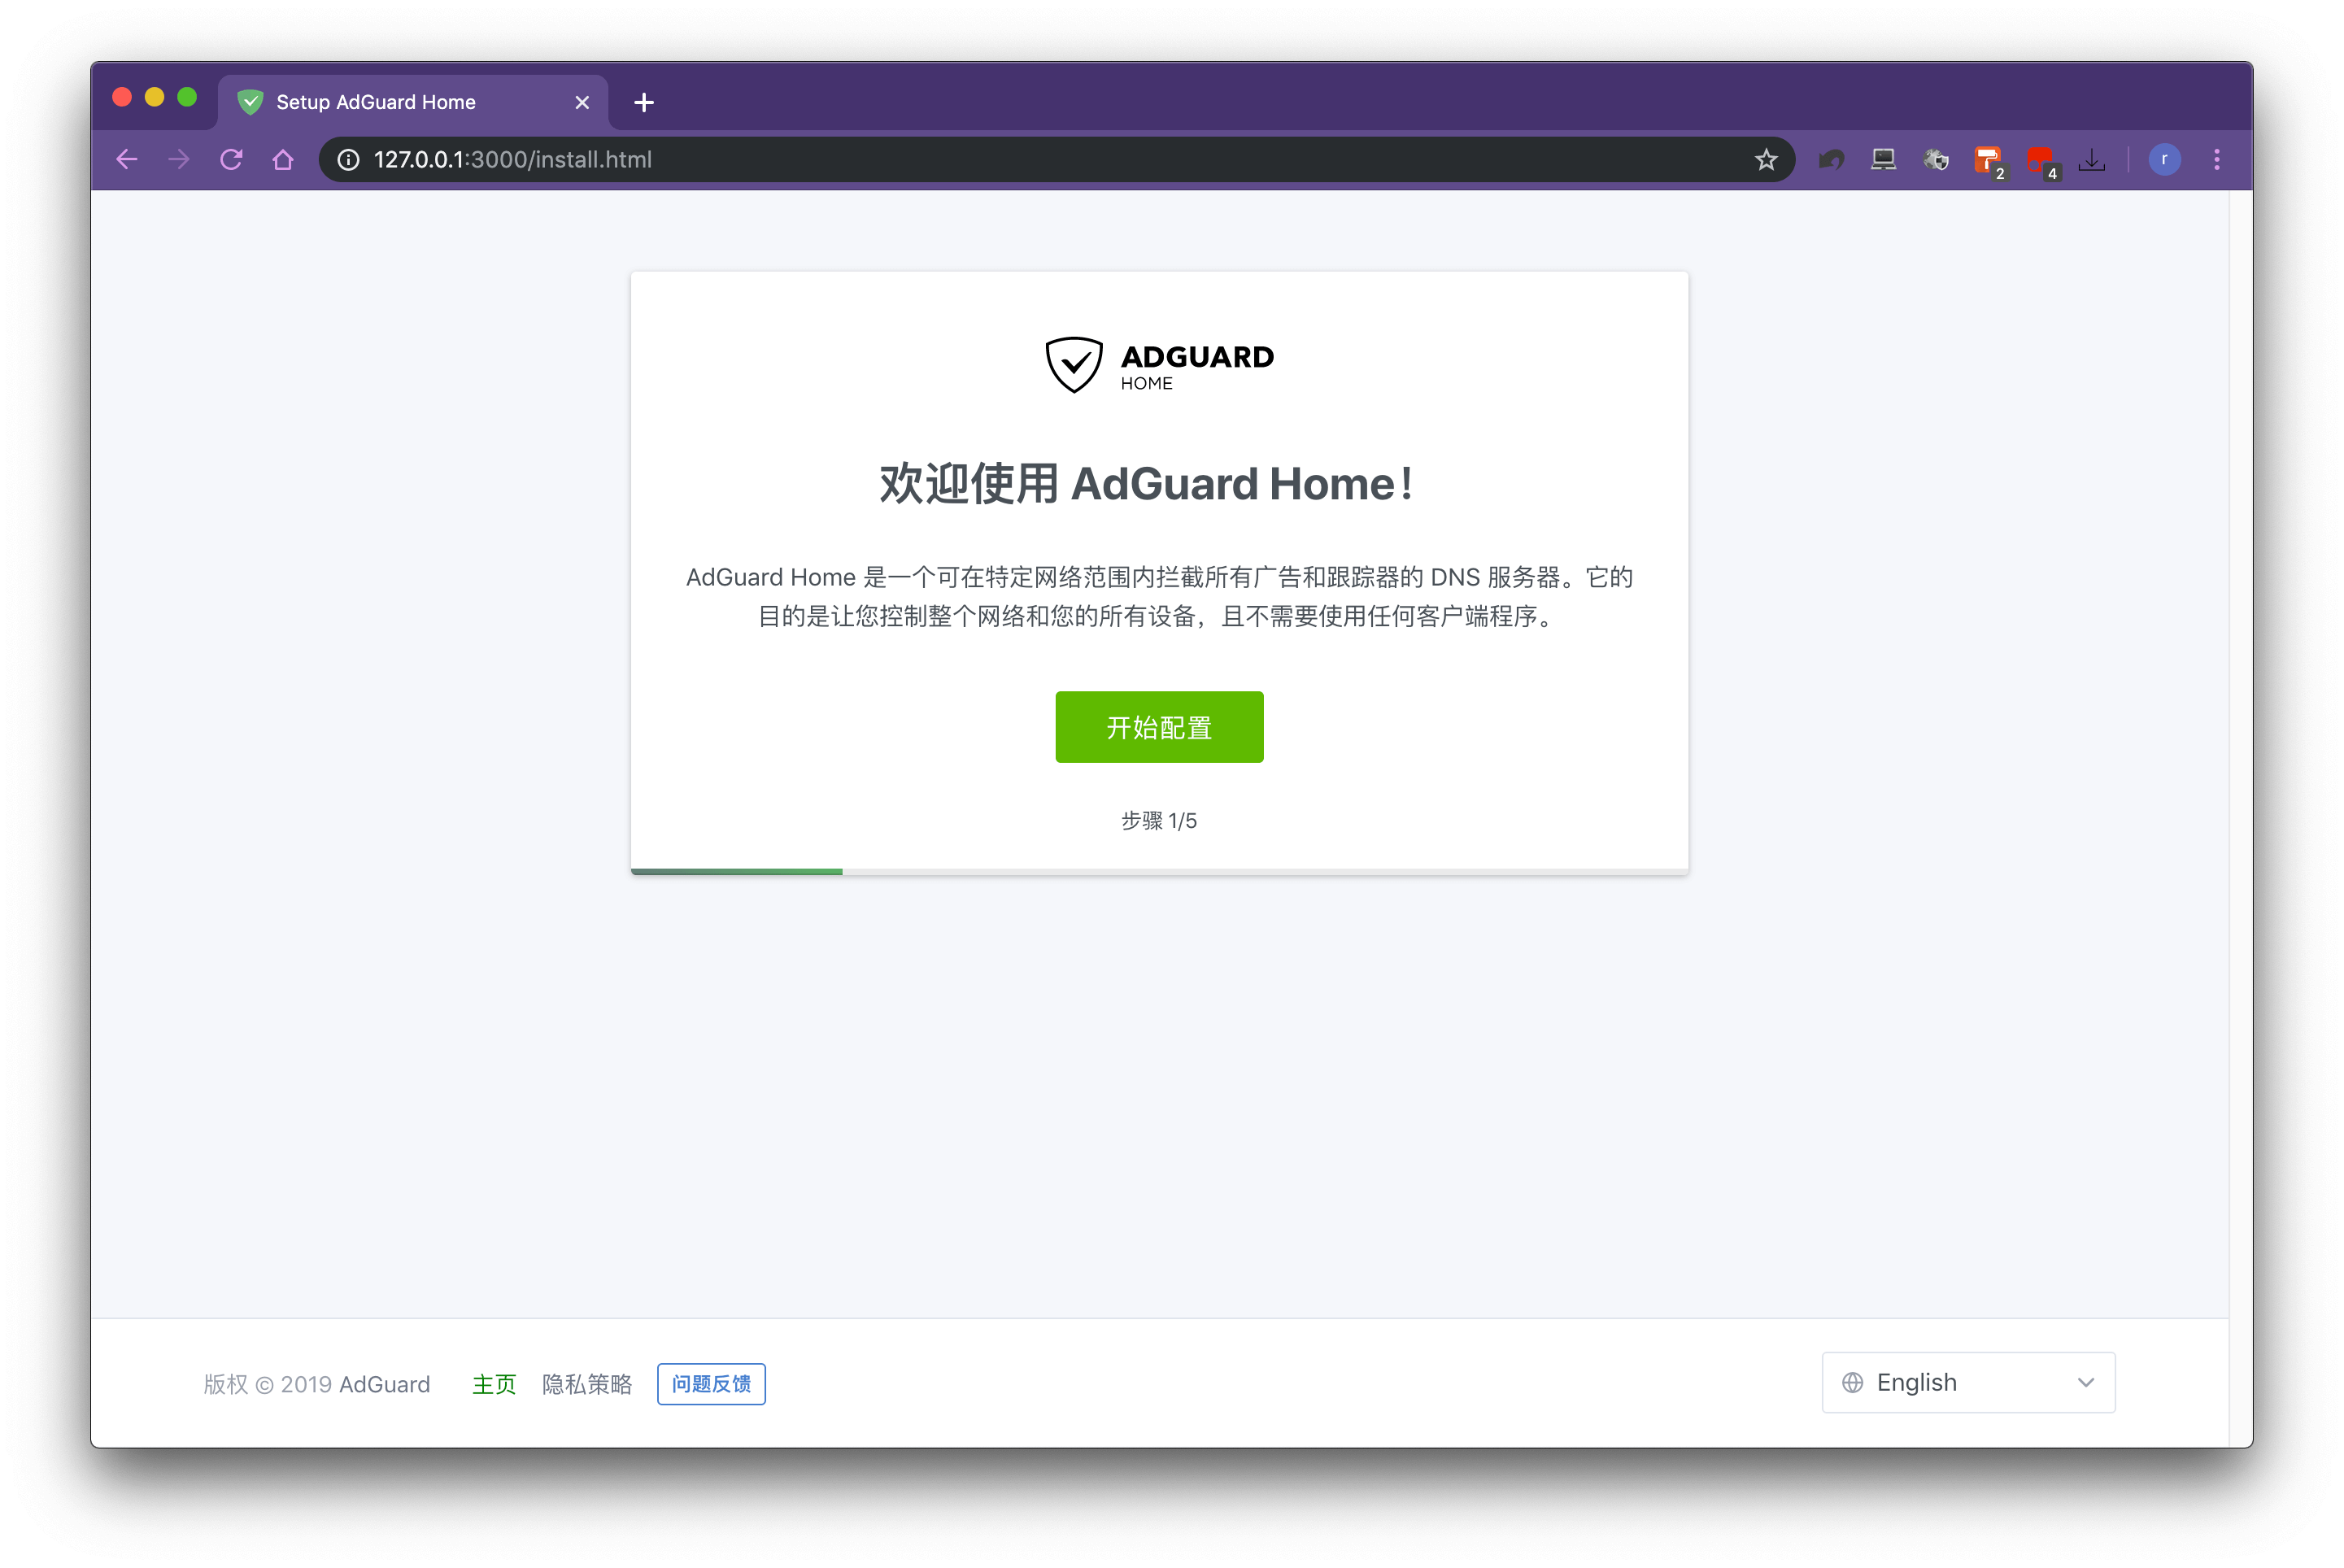 Setup AdGuard Home
127.0.0.1:3000/install.html
2
4
r
ADGUARD
HOME
欢迎使用 AdGuard Home！
AdGuard Home 是一个可在特定网络范围内拦截所有广告和跟踪器的 DNS 服务器。它的
目的是让您控制整个网络和您的所有设备，且不需要使用任何客户端程序。
开始配置
步骤 1/5
版权 © 2019 AdGuard 主页 隐私策略 问题反馈
English